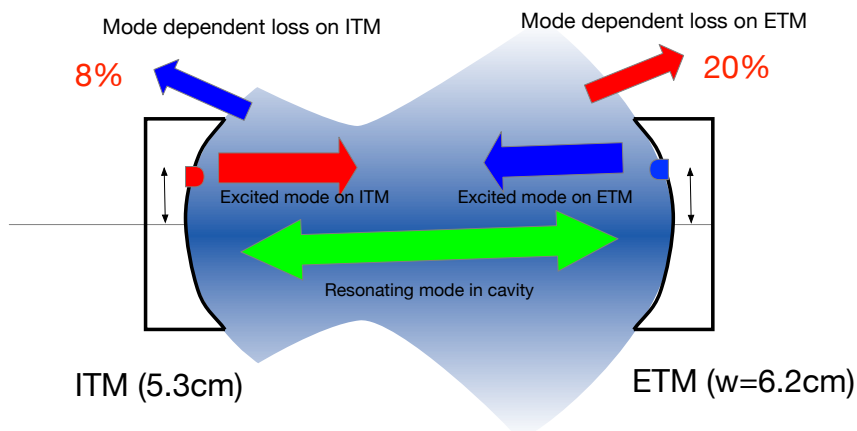 Mode dependent loss on ITM
Mode dependent loss on ETM
8%
20%
Excited mode on ITM
Excited mode on ETM
Resonating mode in cavity
ITM (5.3cm)
ETM (w=6.2cm)